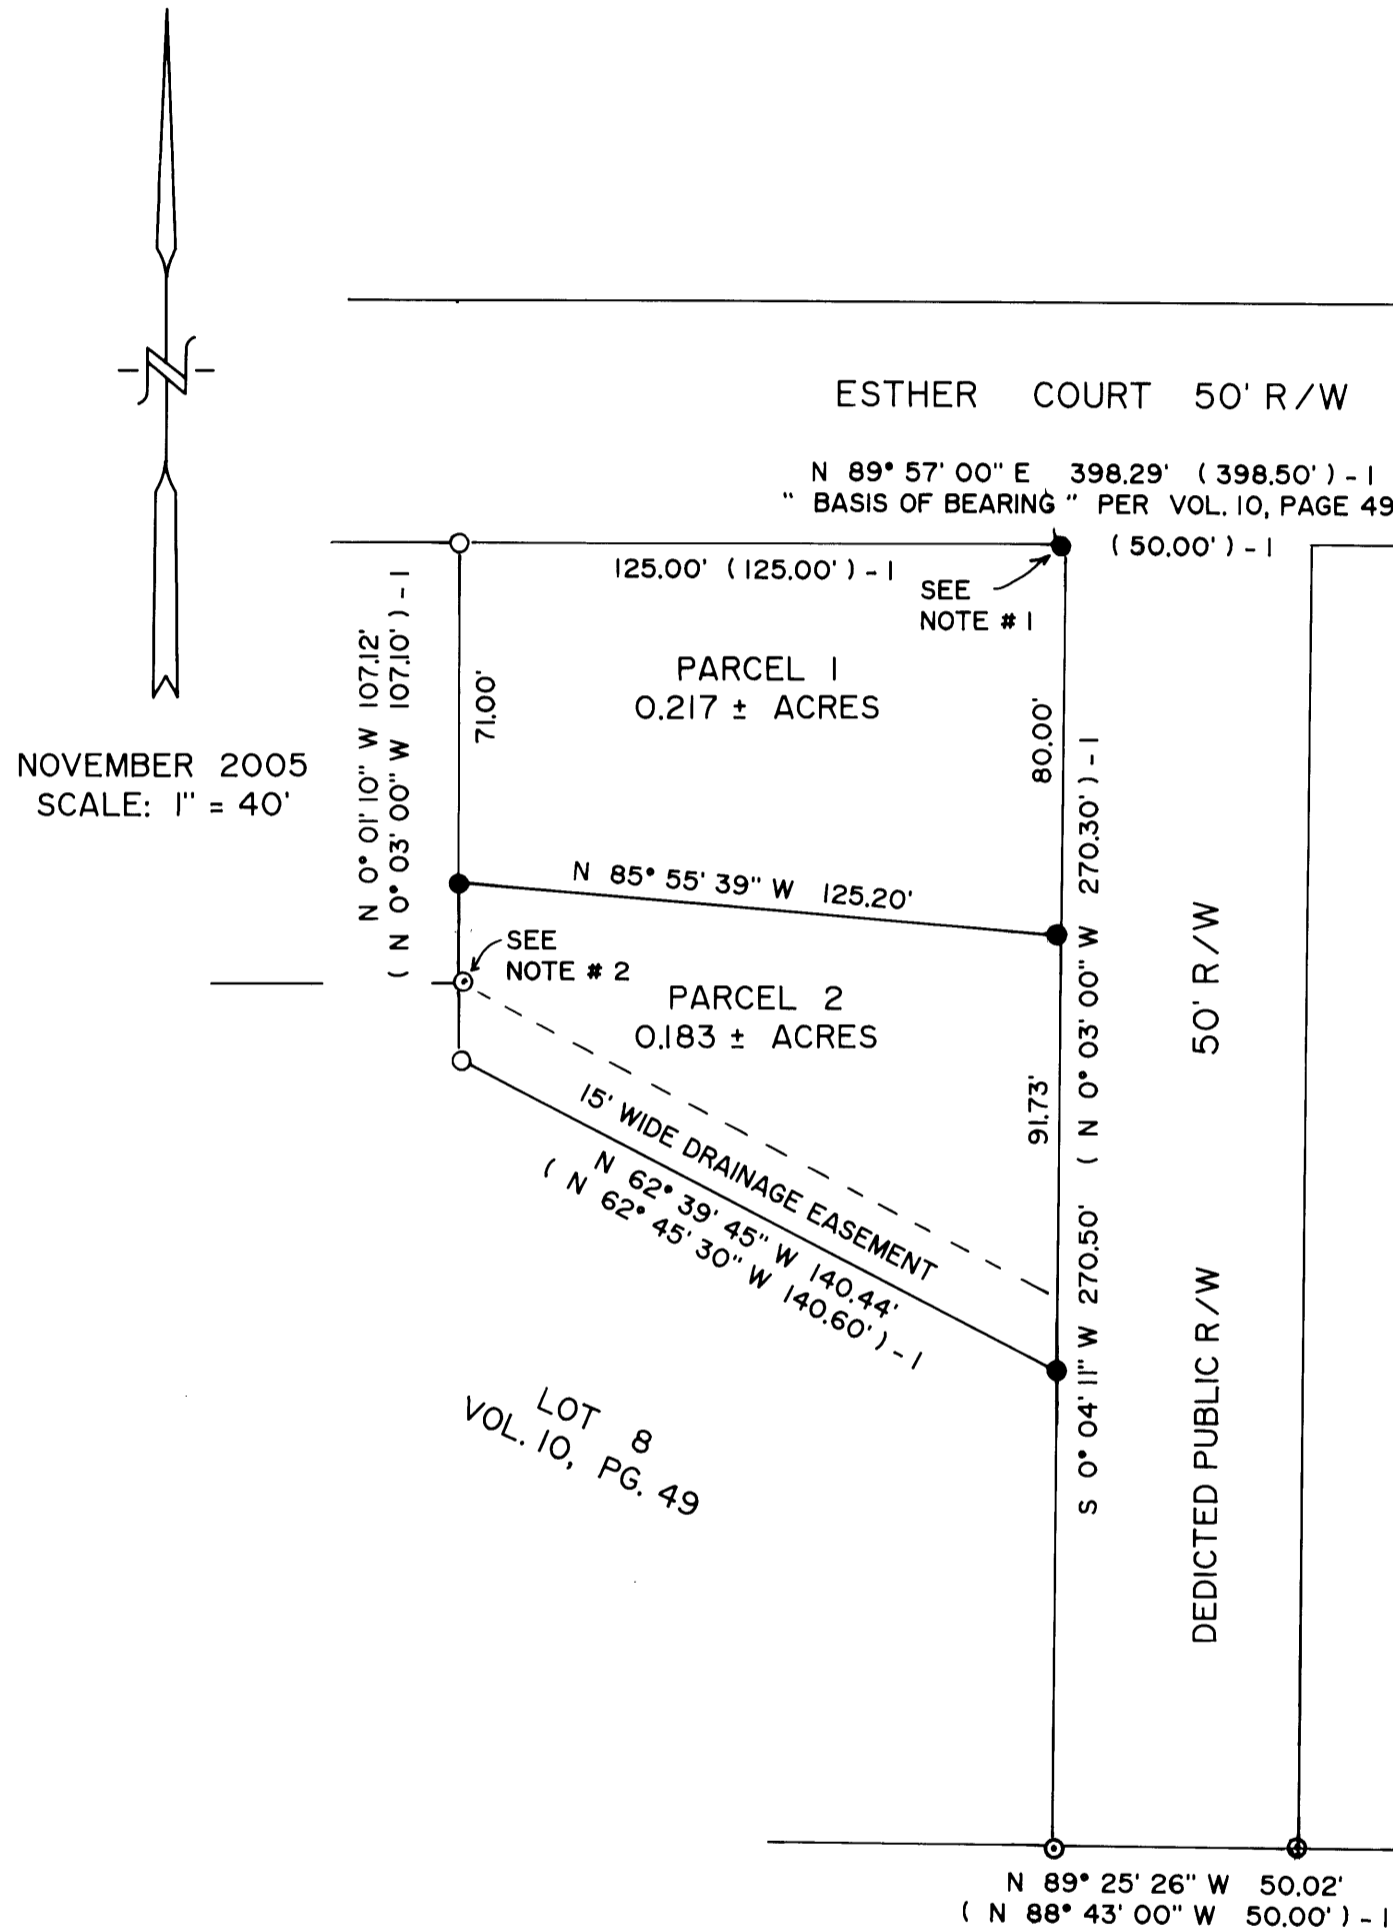 N
ESTHER COURT 50' R/W
N 89° 57' 00" E 398.29' ( 398.50' ) - 1
" BASIS OF BEARING " PER VOL. 10, PAGE 49
( 50.00' ) - 1
125.00' ( 125.00' ) - 1
SEE
NOTE # 1
N 0° 01' 10" W 107.12'
( N 0° 03' 00" W 107.10' ) - 1
71.00'
PARCEL 1
0.217 ± ACRES
80.00'
NOVEMBER 2005
SCALE: 1" = 40'
N 85° 55' 39" W 125.20'
SEE
NOTE # 2
PARCEL 2
0.183 ± ACRES
91.73'
S 0° 04' 11" W 270.50' ( N 0° 03' 00" W 270.30' ) - 1
50' R/W
DEDICTED PUBLIC R/W
15' WIDE DRAINAGE EASEMENT
N 62° 39' 45" W 140.44'
( N 62° 45' 30" W 140.60' ) - 1
LOT 8
VOL. 10, PG. 49
N 89° 25' 26" W 50.02'
( N 88° 43' 00" W 50.00' ) - 1